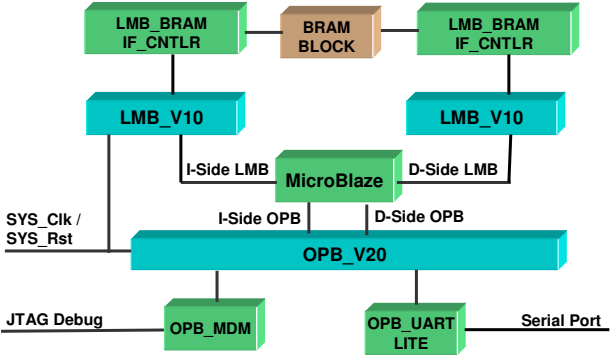 LMB_BRAM
IF_CNTLR
BRAM
BLOCK
LMB_BRAM
IF_CNTLR
LMB_V10
LMB_V10
I-Side LMB
D-Side LMB
MicroBlaze
SYS_Clk /
SYS_Rst
I-Side OPB
D-Side OPB
OPB_V20
JTAG Debug
OPB_MDM
OPB_UART
LITE
Serial Port